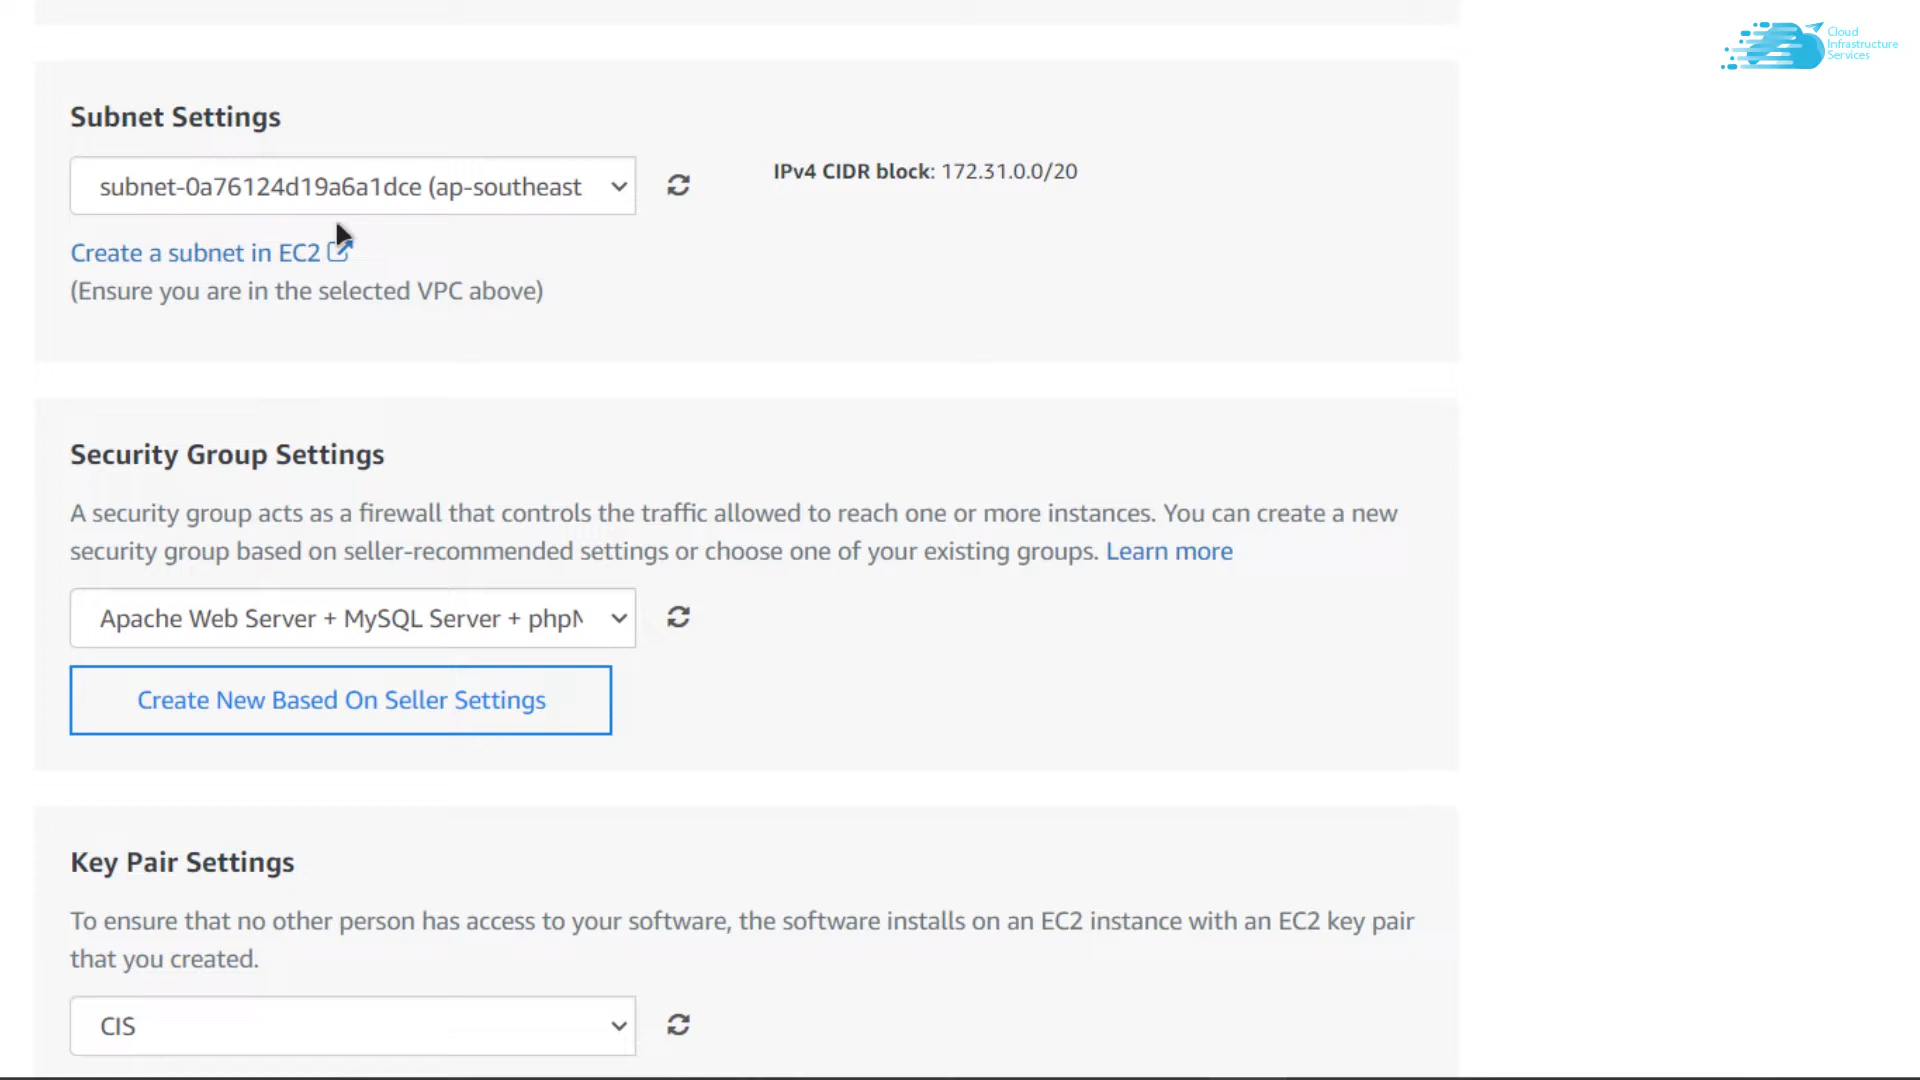 Cloud
Infrastructure
Services
Subnet Settings
subnet-0a76124d19a6a1dce (ap-southeast
IPv4 CIDR block: 172.31.0.0/20
Create a subnet in EC2
(Ensure you are in the selected VPC above)
Security Group Settings
A security group acts as a firewall that controls the traffic allowed to reach one or more instances. You can create a new
security group based on seller-recommended settings or choose one of your existing groups. Learn more
Apache Web Server + MySQL Server + phpM
Create New Based On Seller Settings
Key Pair Settings
To ensure that no other person has access to your software, the software installs on an EC2 instance with an EC2 key pair
that you created.
CIS